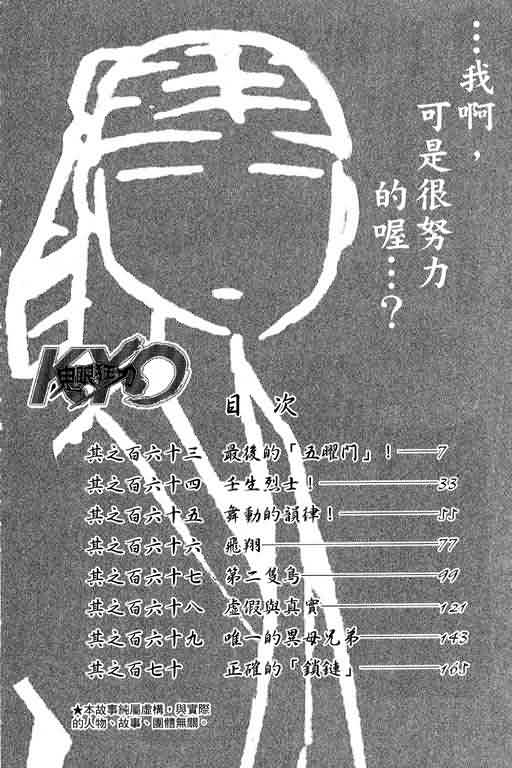 …我啊，
可是很努力
的喔…？
KYO
鬼眼狂刀
目 次
其之百六十三 最後的「五曜門」！ 7
其之百六十四 壬生烈士！ 33
其之百六十五 舞動的韻律！ 55
其之百六十六 飛翔 77
其之百六十七 第二隻鳥 99
其之百六十八 虛假與真實 121
其之百六十九 唯一的異母兄弟 143
其之百七十 正確的「鎖鏈」 165
★本故事純屬虛構，與實際
的人物、故事、團體無關。